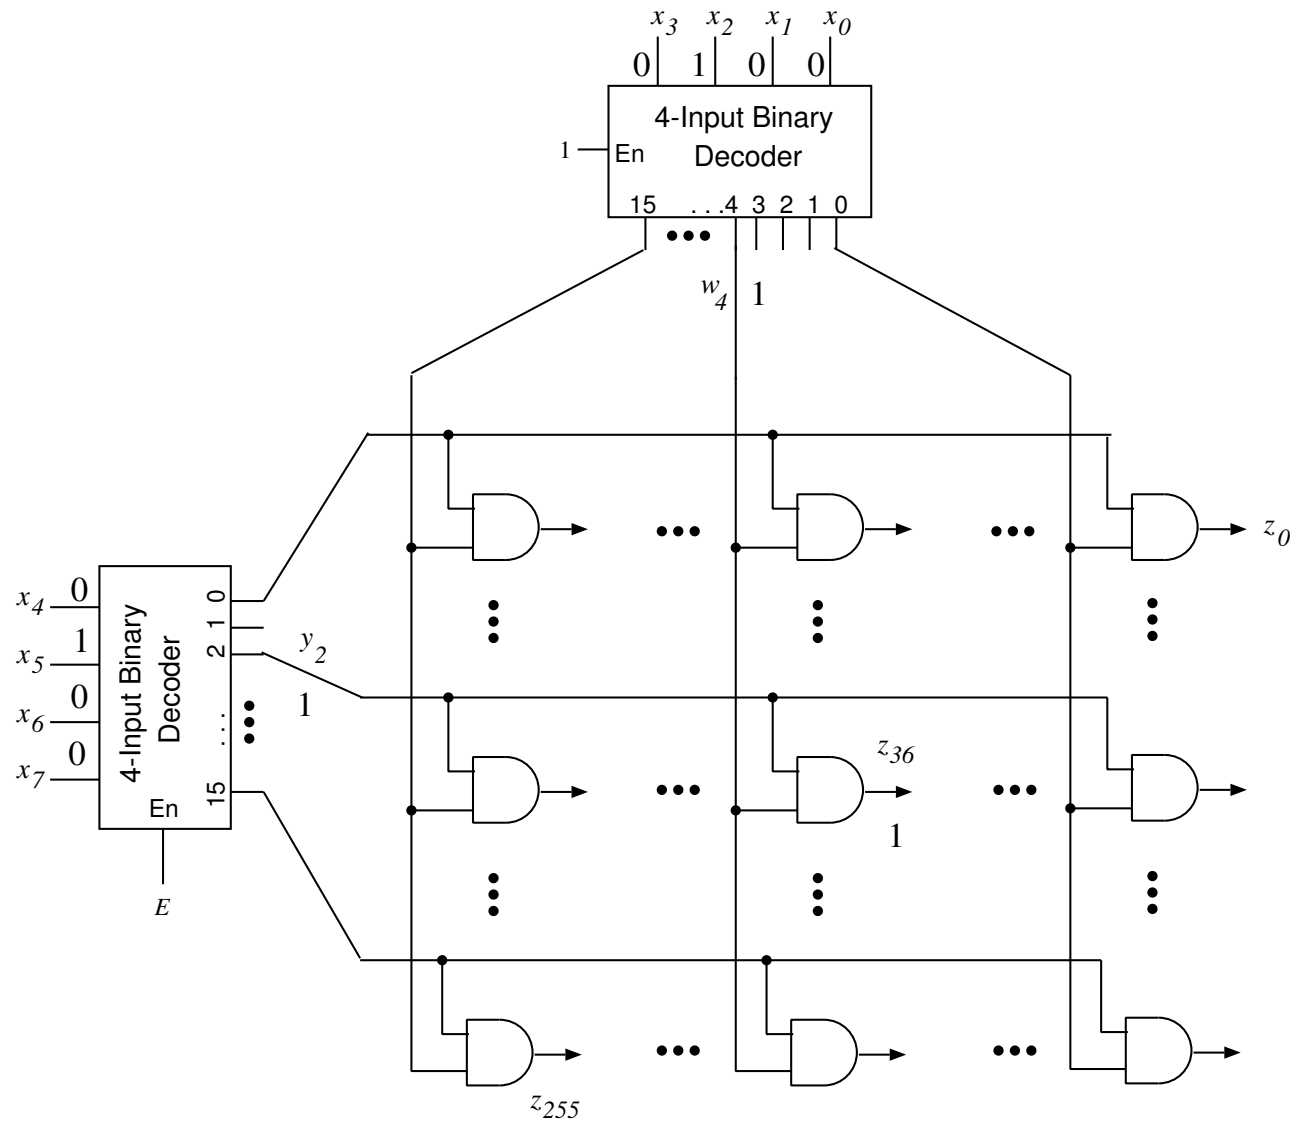 x3 x2 x1 x0
0 1 0 0
4-Input Binary
Decoder
1 En
15 . . .4 3 2 1 0
w4 1
z0
x4 0
x5 1
x6 0
x7 0
4-Input Binary
Decoder
En
0
1
2
. . .
15
E
y2
1
z36
1
z255